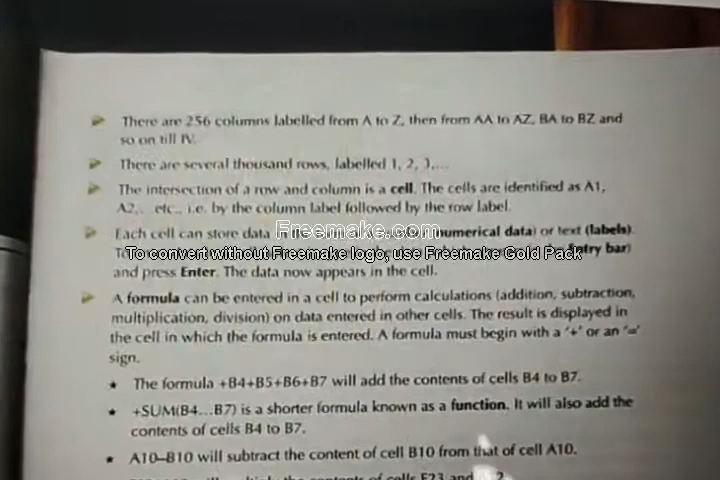 There are 256 columns labelled from A to Z, then from AA to AZ, BA to BZ and
so on till IV.
There are several thousand rows, labelled 1, 2, 3,...
The intersection of a row and column is a cell. The cells are identified as A1,
A2,.. etc., i.e. by the column label followed by the row label.
Each cell can store data in (numerical data) or text (labels).
Freemake.com
To convert without Freemake logo, use Freemake Gold Pack
Entry bar)
and press Enter. The data now appears in the cell.
A formula can be entered in a cell to perform calculations (addition, subtraction,
multiplication, division) on data entered in other cells. The result is displayed in
the cell in which the formula is entered. A formula must begin with a '+' or an '='
sign.
★ The formula +B4+B5+B6+B7 will add the contents of cells B4 to B7.
★ +SUM(B4...B7) is a shorter formula known as a function. It will also add the
contents of cells B4 to B7.
★ A10–B10 will subtract the content of cell B10 from that of cell A10.
contents of cells F23 and